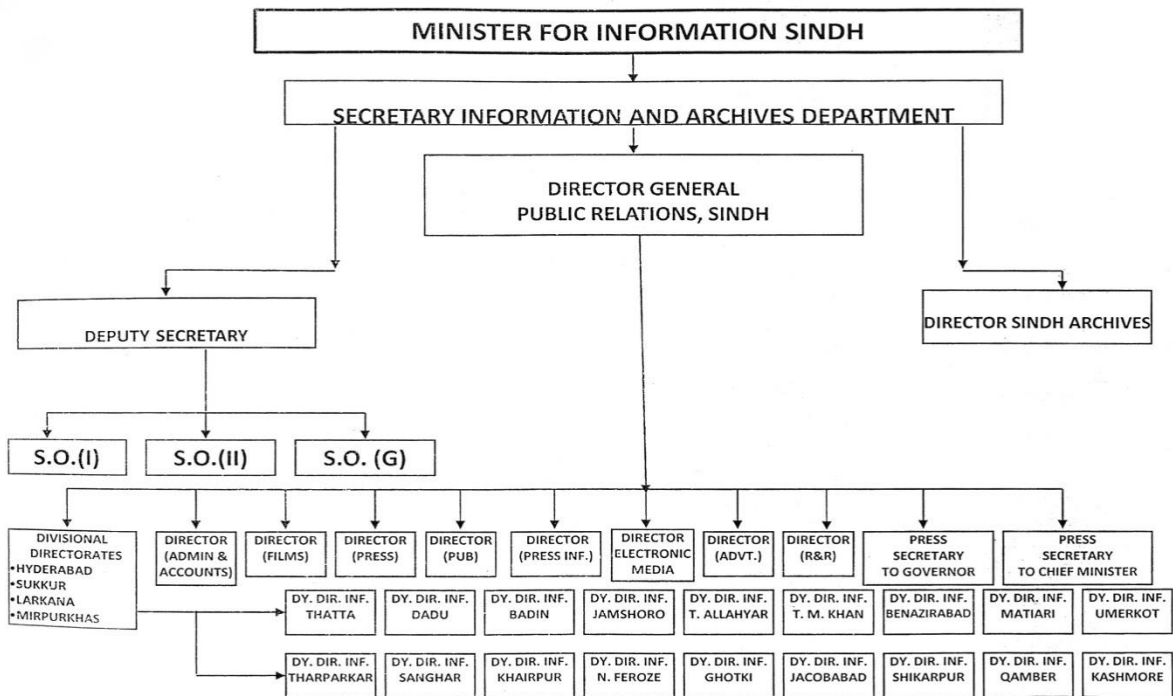 MINISTER FOR INFORMATION SINDH
SECRETARY INFORMATION AND ARCHIVES DEPARTMENT
DIRECTOR GENERAL
PUBLIC RELATIONS, SINDH
DEPUTY SECRETARY
DIRECTOR SINDH ARCHIVES
S.O.(I)
S.O.(II)
S.O. (G)
DIVISIONAL
DIRECTORATES
•HYDERABAD
•SUKKUR
•LARKANA
•MIRPURKHAS
DIRECTOR
(ADMIN &
ACCOUNTS)
DIRECTOR
(FILMS)
DIRECTOR
(PRESS)
DIRECTOR
(PUB)
DIRECTOR
(PRESS INF.)
DIRECTOR
ELECTRONIC
MEDIA
DIRECTOR
(ADVT.)
DIRECTOR
(R&R)
PRESS
SECRETARY
TO GOVERNOR
PRESS
SECRETARY
TO CHIEF MINISTER
DY. DIR. INF.
THATTA
DY. DIR. INF.
DADU
DY. DIR. INF.
BADIN
DY. DIR. INF.
JAMSHORO
DY. DIR. INF.
T. ALLAHYAR
DY. DIR. INF.
T. M. KHAN
DY. DIR. INF.
BENAZIRABAD
DY. DIR. INF.
MATIARI
DY. DIR. INF.
UMERKOT
DY. DIR. INF.
THARPARKAR
DY. DIR. INF.
SANGHAR
DY. DIR. INF.
KHAIRPUR
DY. DIR. INF.
N. FEROZE
DY. DIR. INF.
GHOTKI
DY. DIR. INF.
JACOBABAD
DY. DIR. INF.
SHIKARPUR
DY. DIR. INF.
QAMBER
DY. DIR. INF.
KASHMORE